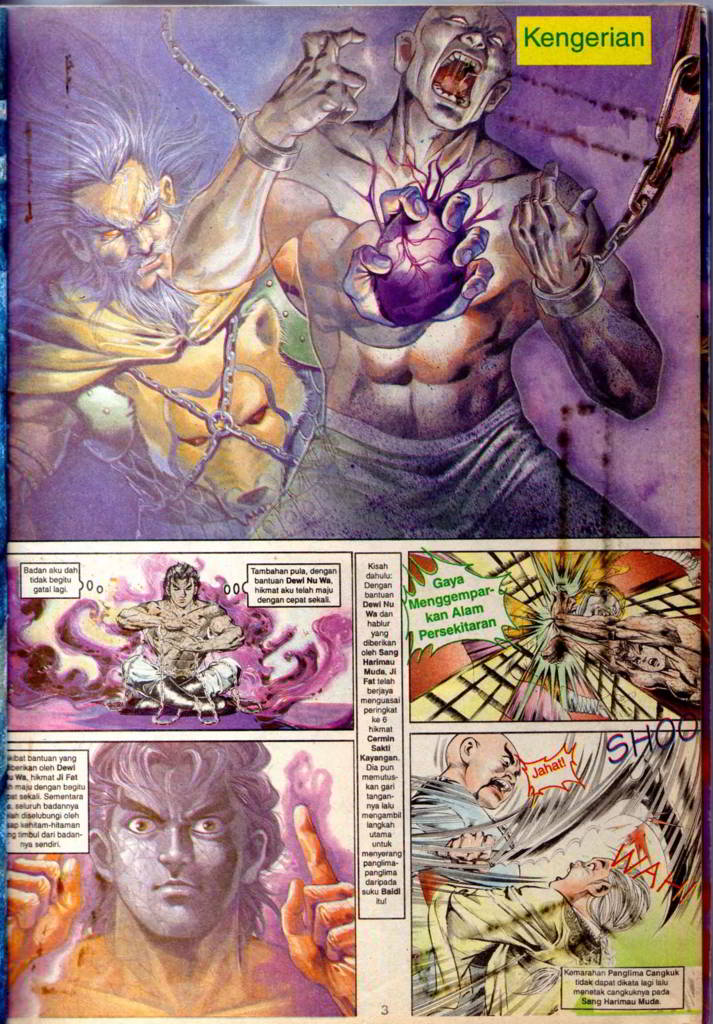 Kengerian
Badan aku dah
tidak begitu
gatal lagi.
Tambahan pula, dengan
bantuan Dewi Nu Wa,
hikmat aku telah maju
dengan cepat sekali.
Kisah
dahulu:
Dengan
bantuan
Dewi Nu
Wa dan
hablur
yang
diberikan
oleh Sang
Harimau
Muda, Ji
Fat telah
berjaya
menguasai
peringkat
ke 6
hikmat
Cermin
Sakti
Kayangan.
Dia pun
memutus-
kan gari
tangan-
nya lalu
mengambil
langkah
utama
untuk
menyerang
panglima-
panglima
daripada
suku Baidi
itu!
Gaya
Menggempar-
kan Alam
Persekitaran
kibat bantuan yang
iberikan oleh Dewi
u Wa, hikmat Ji Fat
h maju dengan begitu
pat sekali. Sementara
seluruh badannya
ah diselubungi oleh
ap kehitam-hitaman
ng timbul dari badan-
nya sendiri.
SHOO
Jahat!
WAH!
Kemarahan Panglima Cangkuk
tidak dapat dikata lagi lalu
menetak cangkuknya pada
Sang Harimau Muda.
3